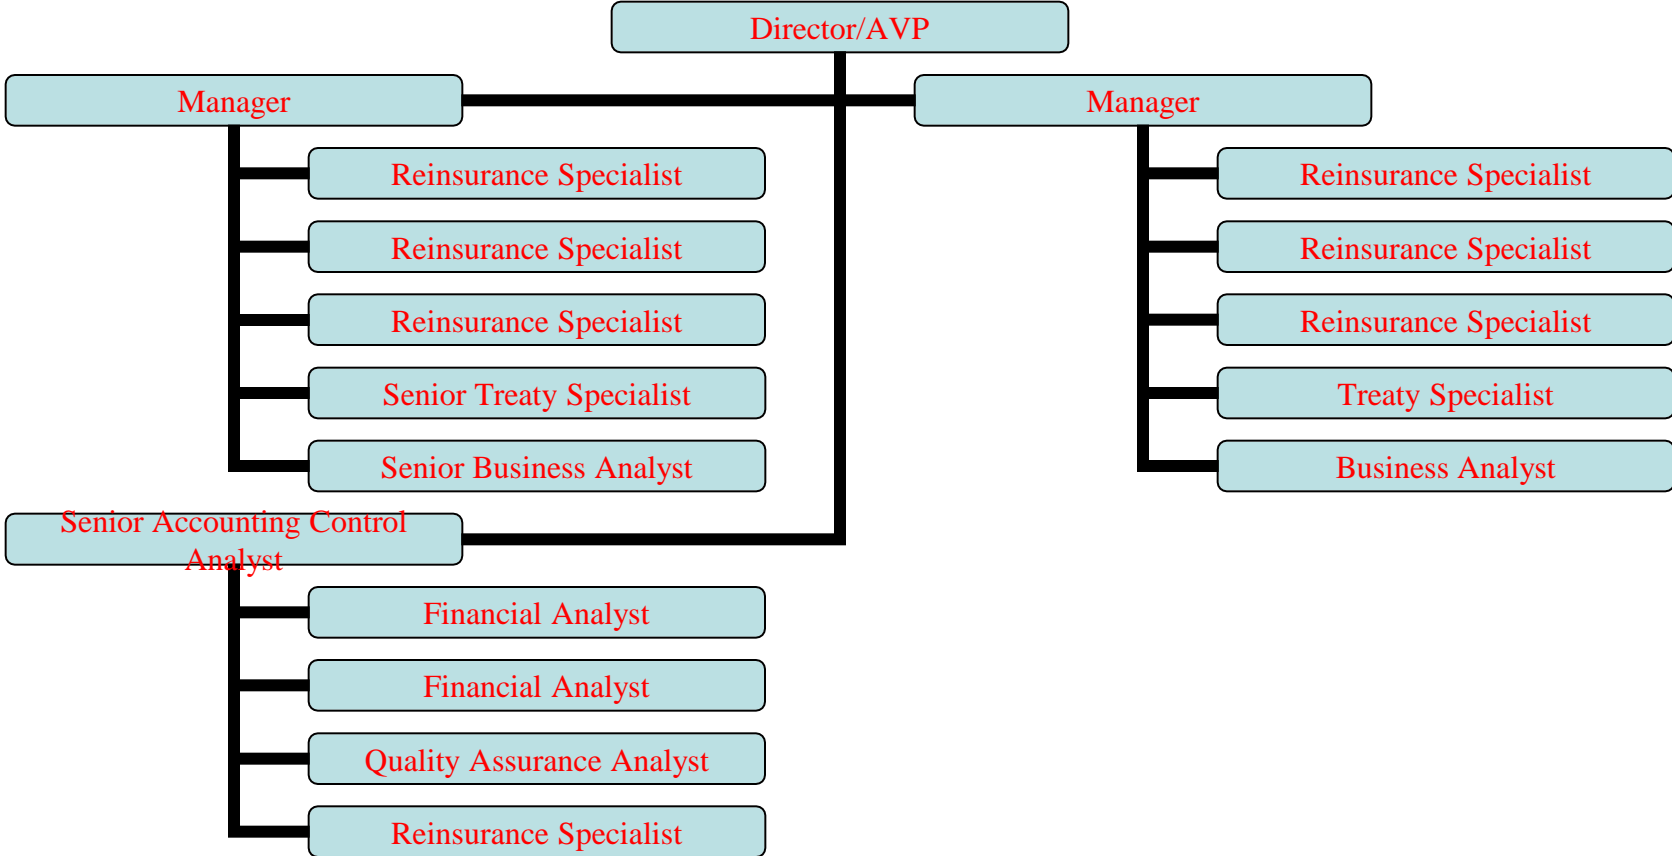 Director/AVP
Manager
Manager
Reinsurance Specialist
Reinsurance Specialist
Reinsurance Specialist
Reinsurance Specialist
Reinsurance Specialist
Reinsurance Specialist
Senior Treaty Specialist
Treaty Specialist
Senior Business Analyst
Business Analyst
Senior Accounting Control
Analyst
Financial Analyst
Financial Analyst
Quality Assurance Analyst
Reinsurance Specialist